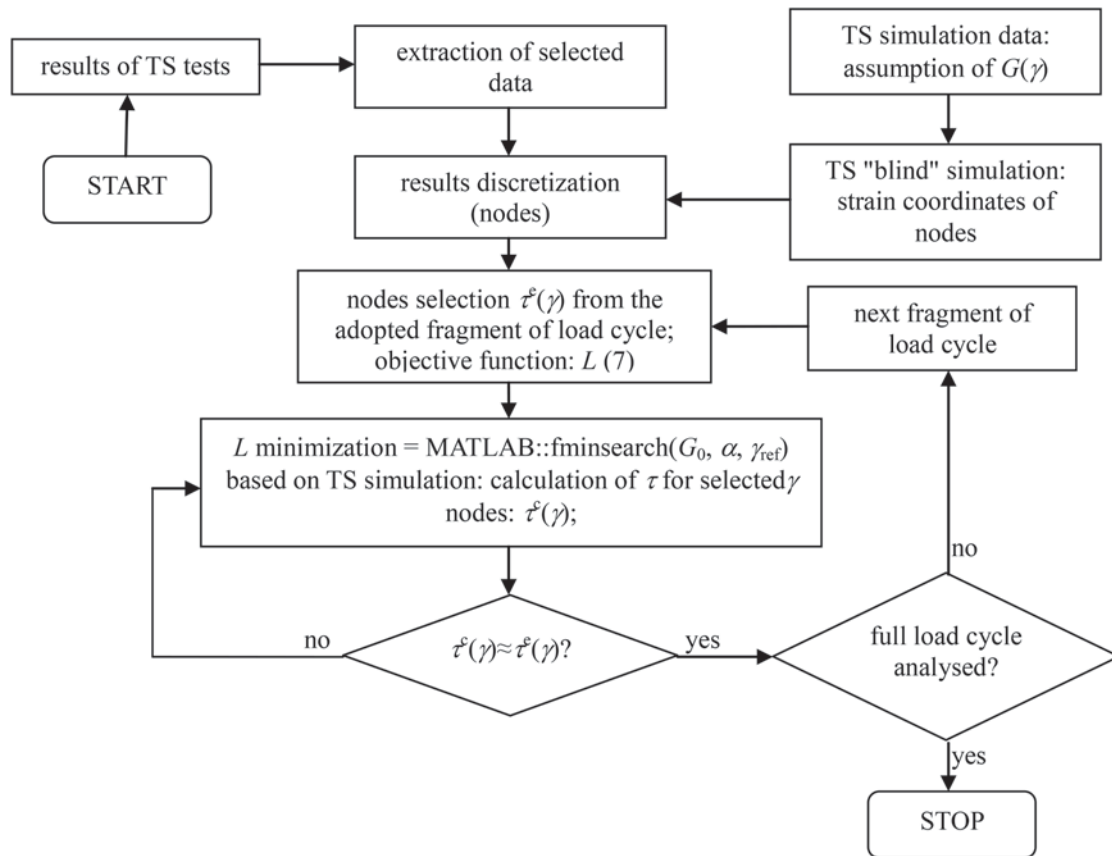 results of TS tests
START
extraction of selected
data
TS simulation data:
assumption of G(γ)
results discretization
(nodes)
TS "blind" simulation:
strain coordinates of
nodes
nodes selection τᵉ(γ) from the
adopted fragment of load cycle;
objective function: L (7)
next fragment of
load cycle
L minimization = MATLAB::fminsearch(G₀, α, γref)
based on TS simulation: calculation of τ for selected γ
nodes: τᶜ(γ);
no
no
τᶜ(γ)≈τᵉ(γ)?
yes
full load cycle
analysed?
yes
STOP